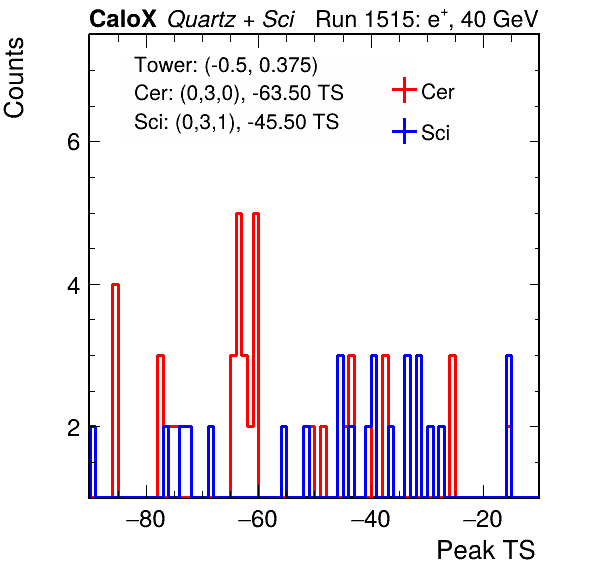 CaloX Quartz + Sci Run 1515: e⁺, 40 GeV
Counts
Tower: (-0.5, 0.375)
Cer: (0,3,0), -63.50 TS
Sci: (0,3,1), -45.50 TS
Cer
Sci
6
4
2
−80 −60 −40 −20
Peak TS